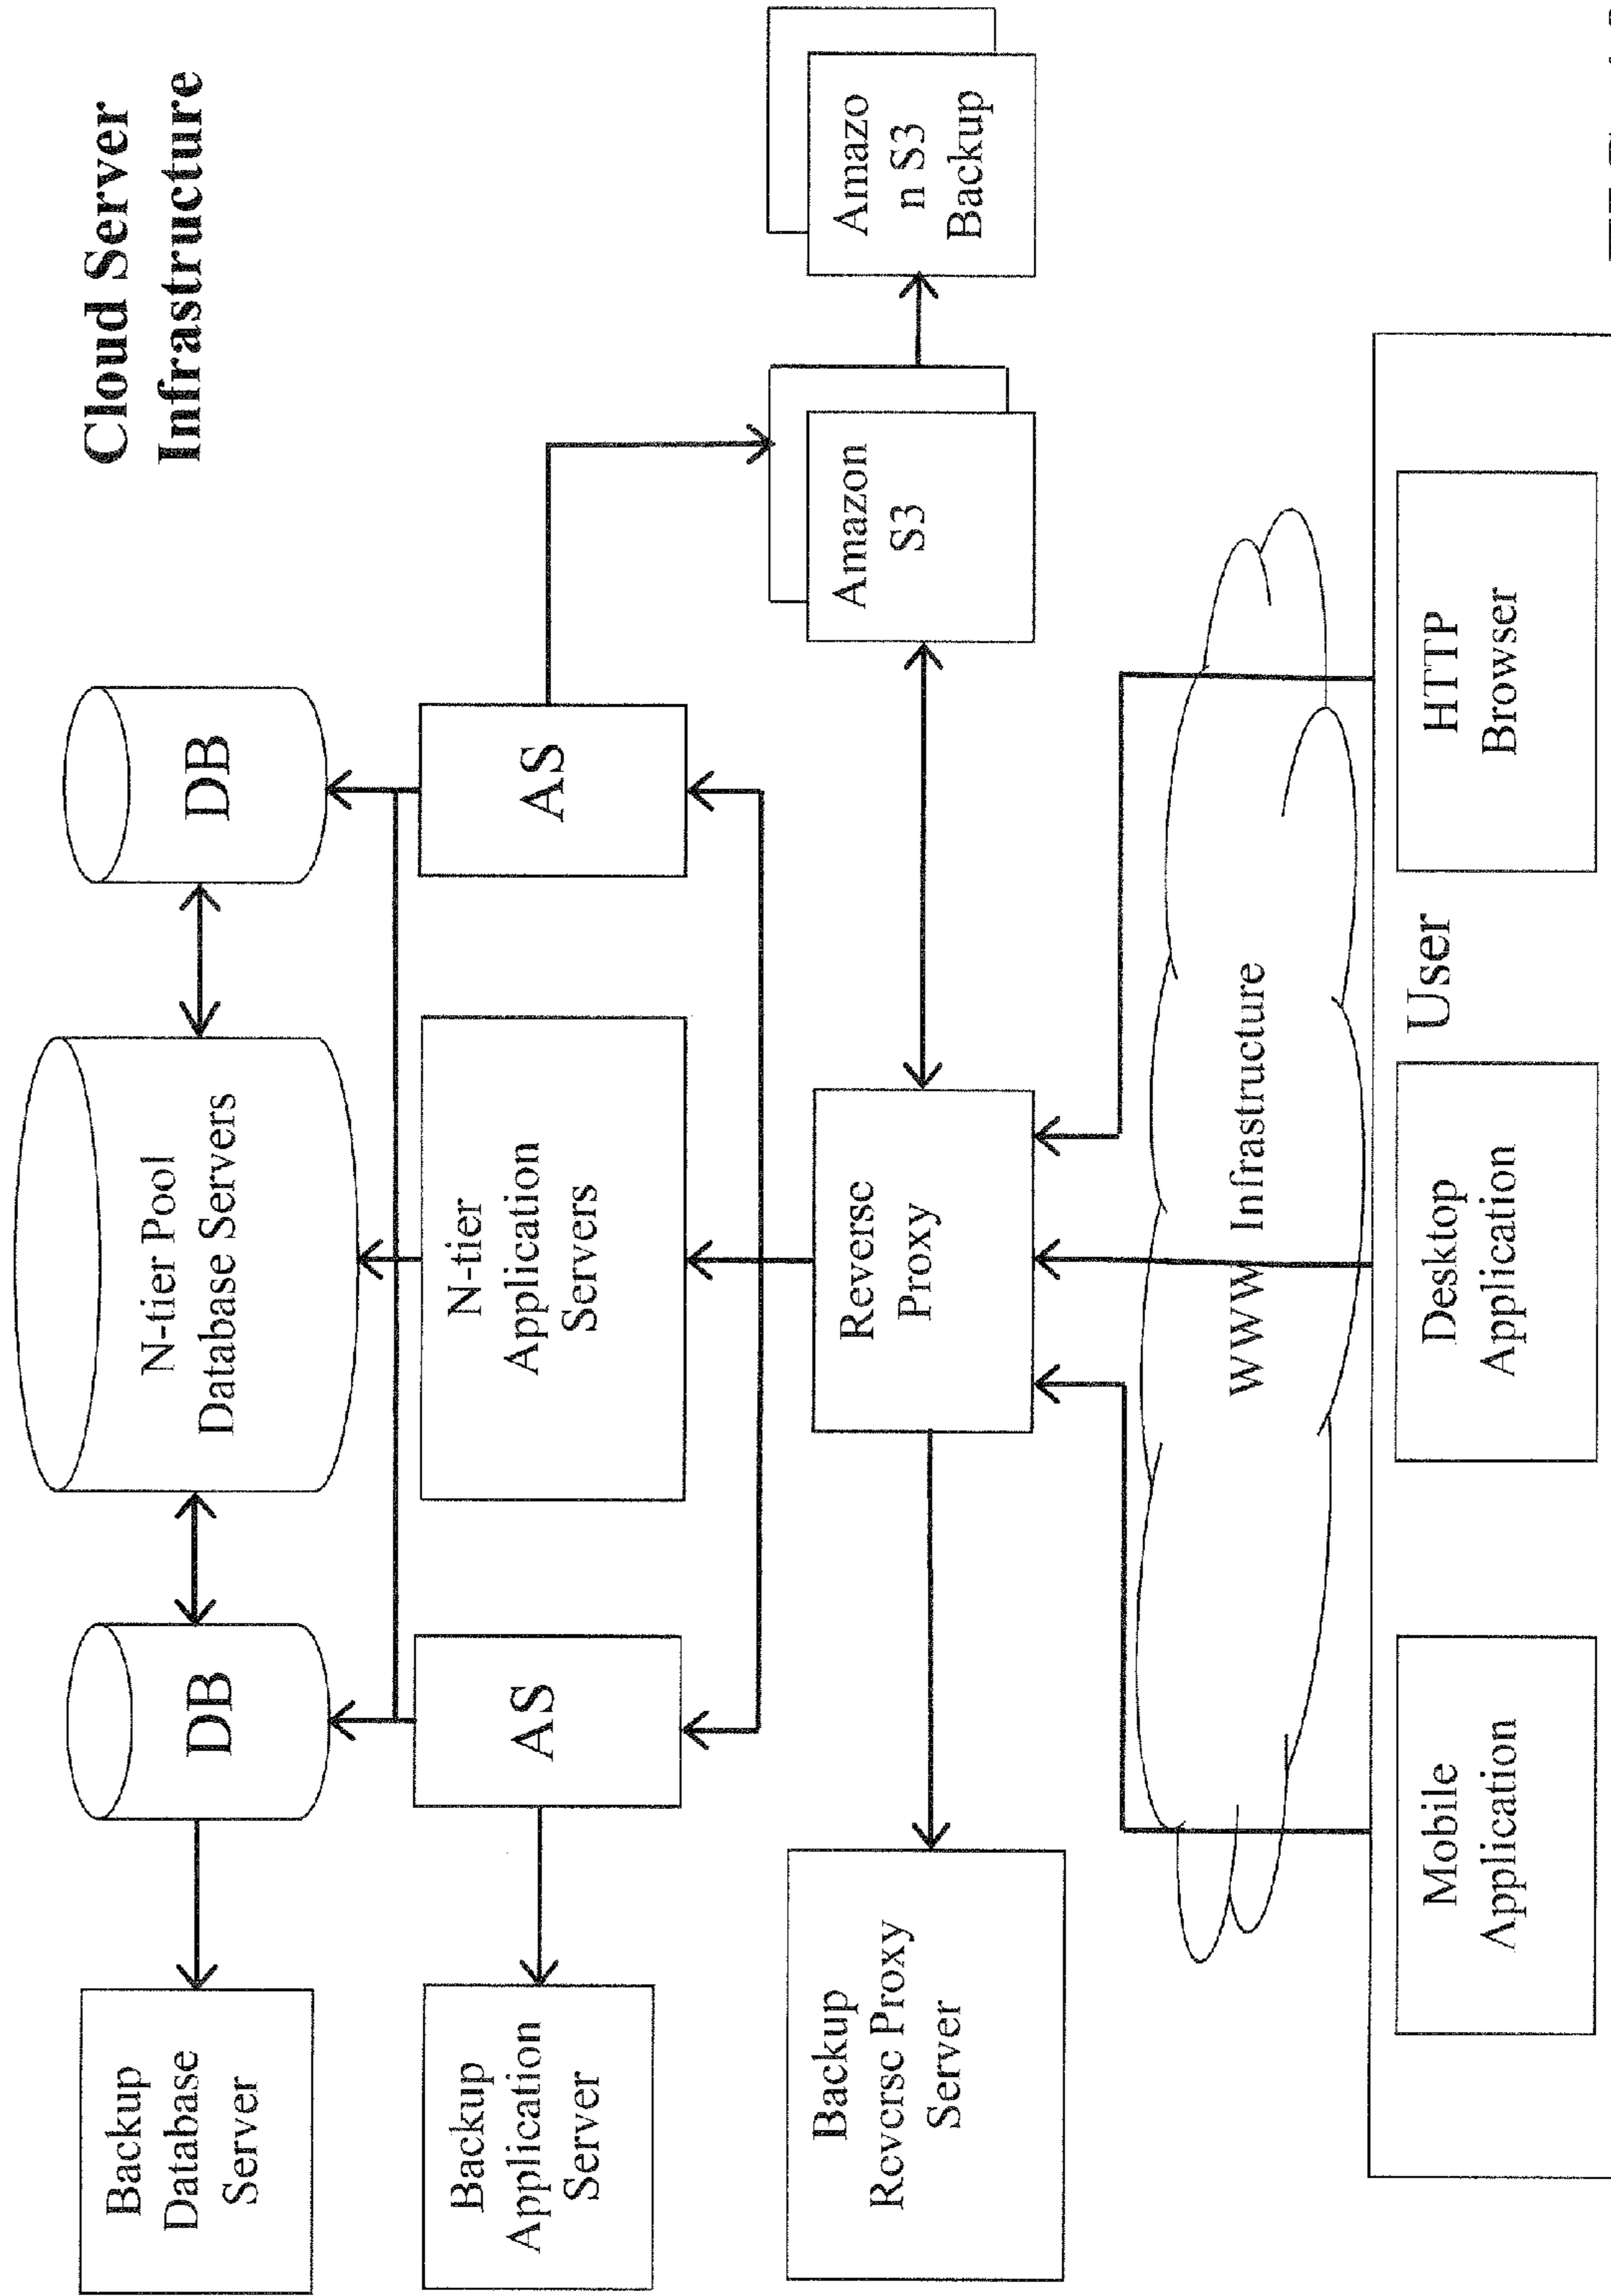 Cloud Server
Infrastructure
Backup
Database
Server
DB
N-tier Pool
Database Servers
DB
Backup
Application
Server
AS
N-tier
Application
Servers
AS
Backup
Reverse Proxy
Server
Reverse
Proxy
Amazon
S3
Amazo
n S3
Backup
WWW Infrastructure
User
Mobile
Application
Desktop
Application
HTTP
Browser